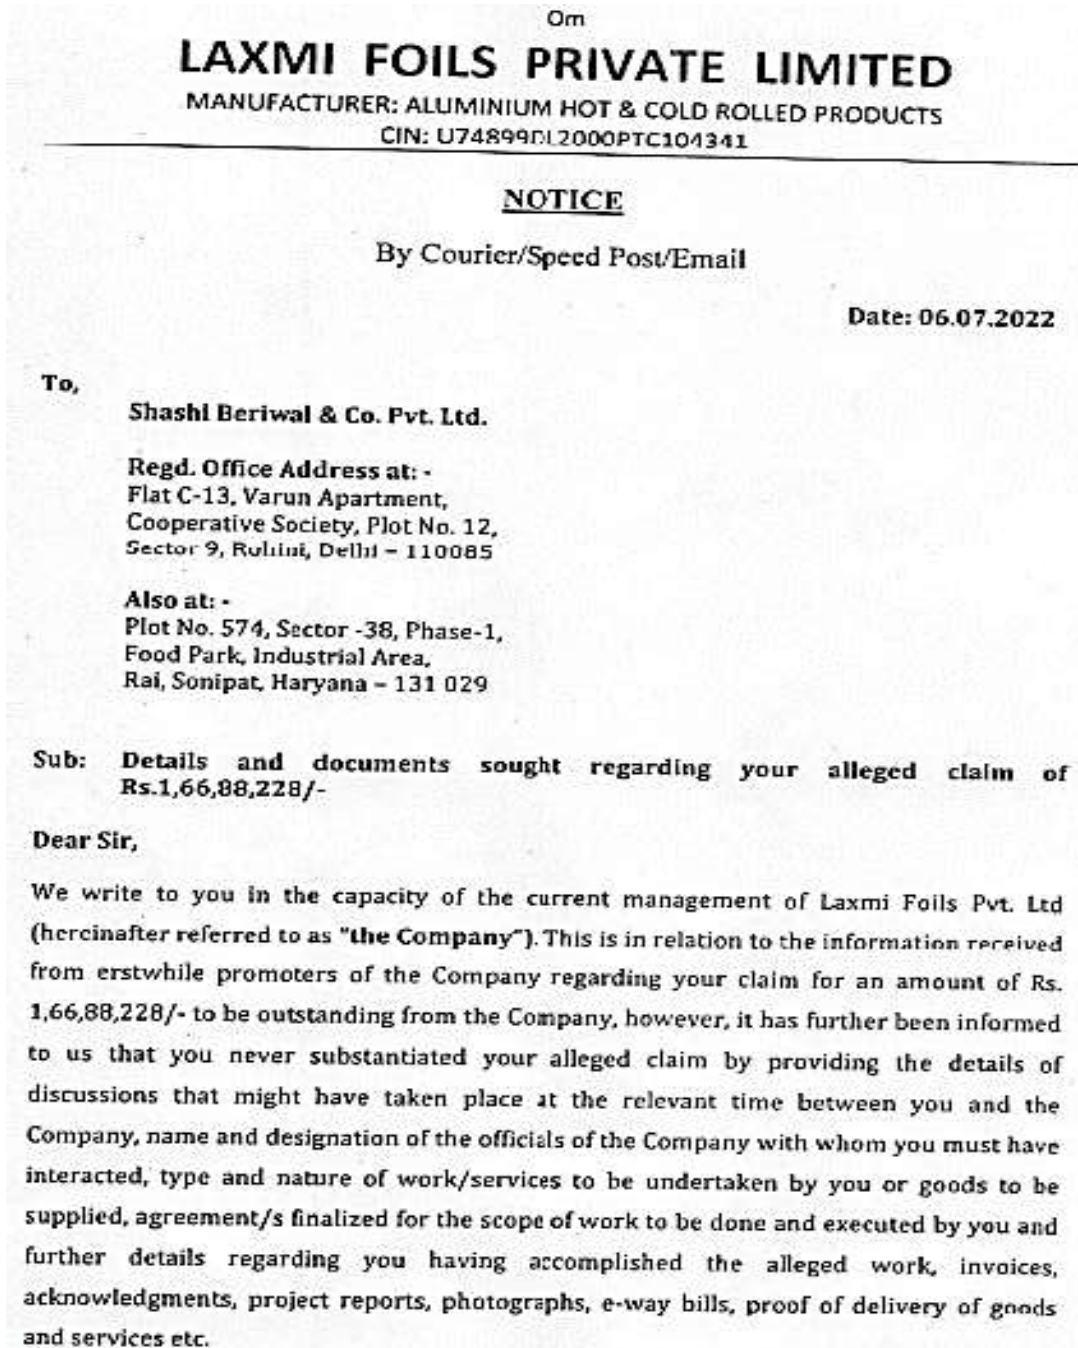 Om
LAXMI FOILS PRIVATE LIMITED
MANUFACTURER: ALUMINIUM HOT & COLD ROLLED PRODUCTS
CIN: U74899DL2000PTC104341
NOTICE
By Courier/Speed Post/Email
Date: 06.07.2022
To,
Shashi Beriwal & Co. Pvt. Ltd.
Regd. Office Address at: -
Flat C-13, Varun Apartment,
Cooperative Society, Plot No. 12,
Sector 9, Rohini, Delhi – 110085
Also at: -
Plot No. 574, Sector -38, Phase-1,
Food Park, Industrial Area,
Rai, Sonipat, Haryana – 131 029
Sub: Details and documents sought regarding your alleged claim of
Rs.1,66,88,228/-
Dear Sir,
We write to you in the capacity of the current management of Laxmi Foils Pvt. Ltd
(hereinafter referred to as "the Company"). This is in relation to the information received
from erstwhile promoters of the Company regarding your claim for an amount of Rs.
1,66,88,228/- to be outstanding from the Company, however, it has further been informed
to us that you never substantiated your alleged claim by providing the details of
discussions that might have taken place at the relevant time between you and the
Company, name and designation of the officials of the Company with whom you must have
interacted, type and nature of work/services to be undertaken by you or goods to be
supplied, agreement/s finalized for the scope of work to be done and executed by you and
further details regarding you having accomplished the alleged work, invoices,
acknowledgments, project reports, photographs, e-way bills, proof of delivery of goods
and services etc.